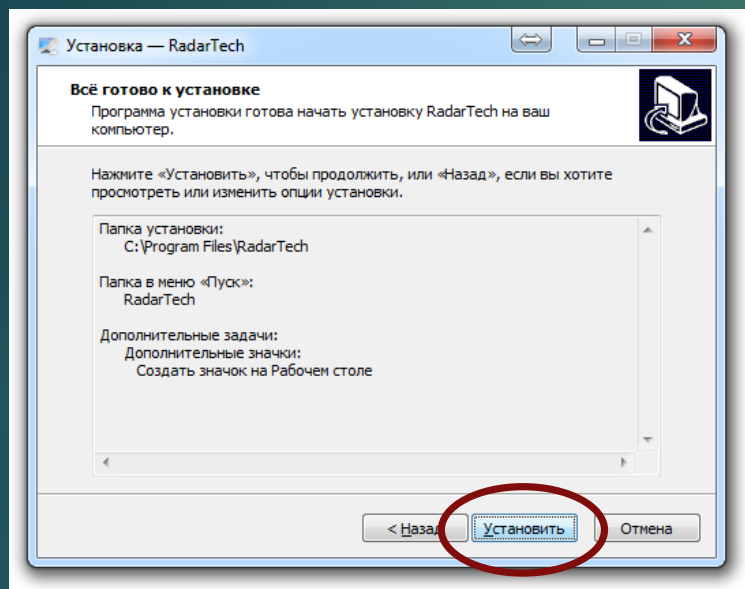 Установка — RadarTech
Всё готово к установке
Программа установки готова начать установку RadarTech на ваш
компьютер.
Нажмите «Установить», чтобы продолжить, или «Назад», если вы хотите
просмотреть или изменить опции установки.
Папка установки:
C:\Program Files\RadarTech
Папка в меню «Пуск»:
RadarTech
Дополнительные задачи:
Дополнительные значки:
Создать значок на Рабочем столе
< Назад Установить Отмена